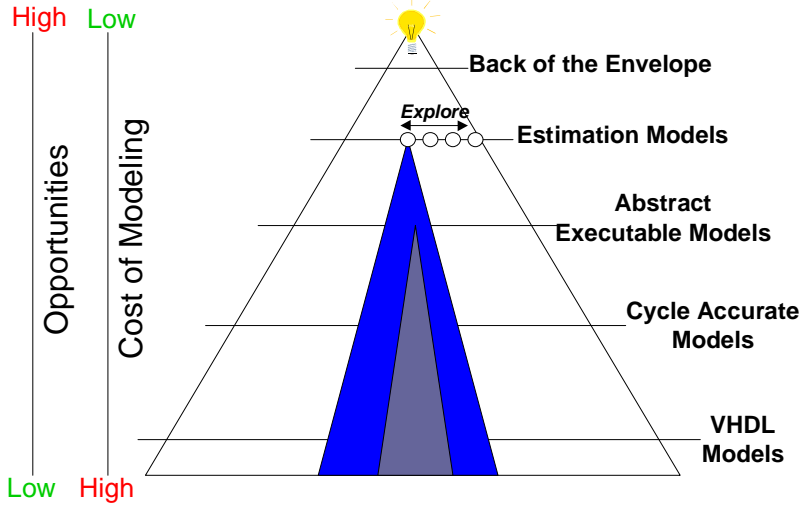 High Low
Back of the Envelope
Explore
Estimation Models
Opportunities
Cost of Modeling
Abstract
Executable Models
Cycle Accurate
Models
VHDL
Models
Low High